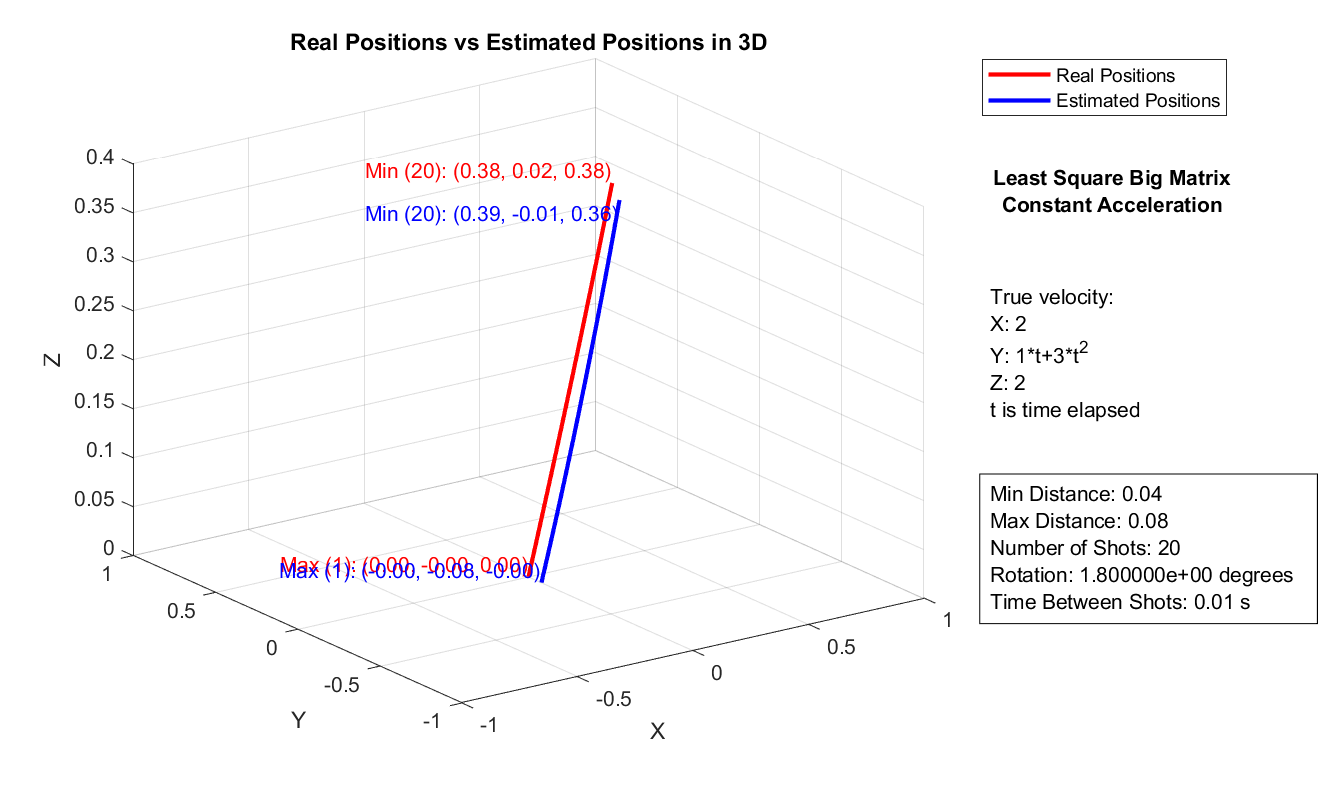 Real Positions vs Estimated Positions in 3D
Real Positions
Estimated Positions
Least Square Big Matrix
Constant Acceleration
True velocity:
X: 2
Y: 1*t+3*t^2
Z: 2
t is time elapsed
Min Distance: 0.04
Max Distance: 0.08
Number of Shots: 20
Rotation: 1.800000e+00 degrees
Time Between Shots: 0.01 s
Min (20): (0.38, 0.02, 0.38)
Min (20): (0.39, -0.01, 0.36)
Max (1): (0.00, -0.00, 0.00)
Max (1): (-0.00, -0.08, -0.00)
Z
0.4
0.35
0.3
0.25
0.2
0.15
0.1
0.05
0
1
0.5
0
-0.5
-1
Y
-1
-0.5
0
0.5
1
X